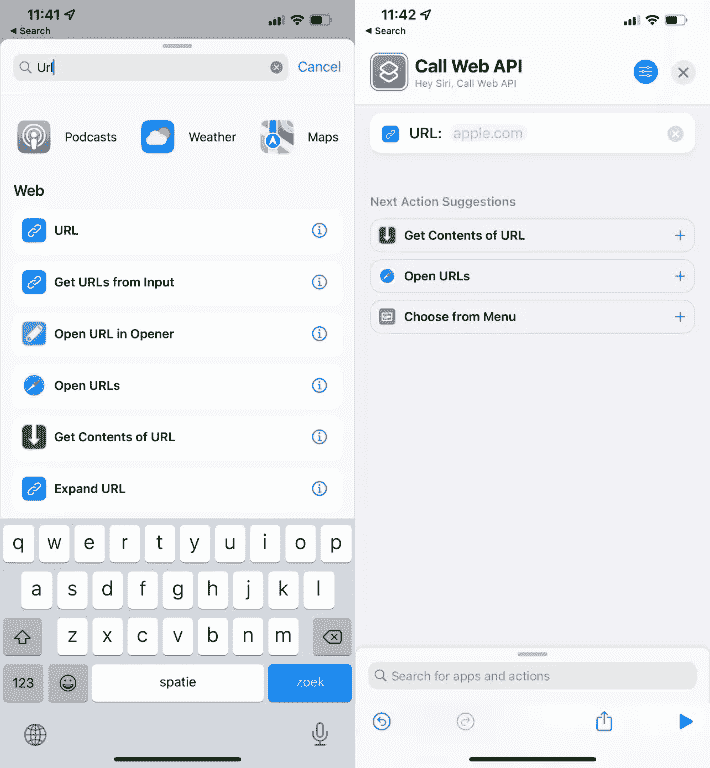 11:41
Search
Url
Cancel
Podcasts
Weather
Maps
Web
URL
Get URLs from Input
Open URL in Opener
Open URLs
Get Contents of URL
Expand URL
q w e r t y u i o p
a s d f g h j k l
z x c v b n m
123
spatie
zoek
11:42
Search
Call Web API
Hey Siri, Call Web API
URL: apple.com
Next Action Suggestions
Get Contents of URL
Open URLs
Choose from Menu
Search for apps and actions